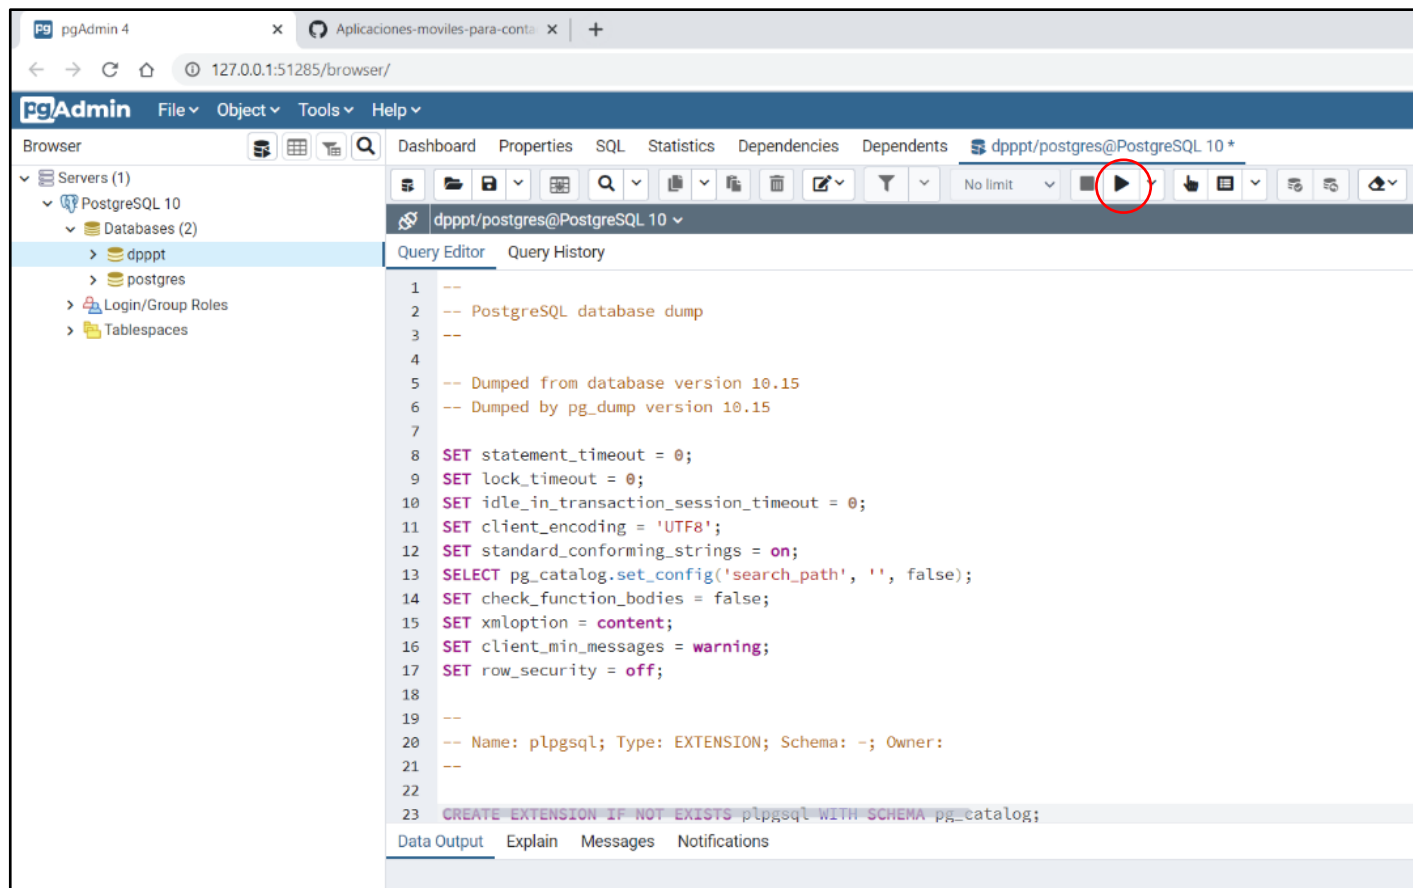 pgAdmin 4
Aplicaciones-moviles-para-conta
127.0.0.1:51285/browser/
pgAdmin File Object Tools Help
Browser
Dashboard Properties SQL Statistics Dependencies Dependents dpppt/postgres@PostgreSQL 10 *
Servers (1)
PostgreSQL 10
Databases (2)
dpppt
postgres
Login/Group Roles
Tablespaces
No limit
dpppt/postgres@PostgreSQL 10
Query Editor Query History
1 --
2 -- PostgreSQL database dump
3 --
4
5 -- Dumped from database version 10.15
6 -- Dumped by pg_dump version 10.15
7
8 SET statement_timeout = 0;
9 SET lock_timeout = 0;
10 SET idle_in_transaction_session_timeout = 0;
11 SET client_encoding = 'UTF8';
12 SET standard_conforming_strings = on;
13 SELECT pg_catalog.set_config('search_path', '', false);
14 SET check_function_bodies = false;
15 SET xmloption = content;
16 SET client_min_messages = warning;
17 SET row_security = off;
18
19 --
20 -- Name: plpgsql; Type: EXTENSION; Schema: -; Owner:
21 --
22
23 CREATE EXTENSION IF NOT EXISTS plpgsql WITH SCHEMA pg_catalog;
Data Output Explain Messages Notifications